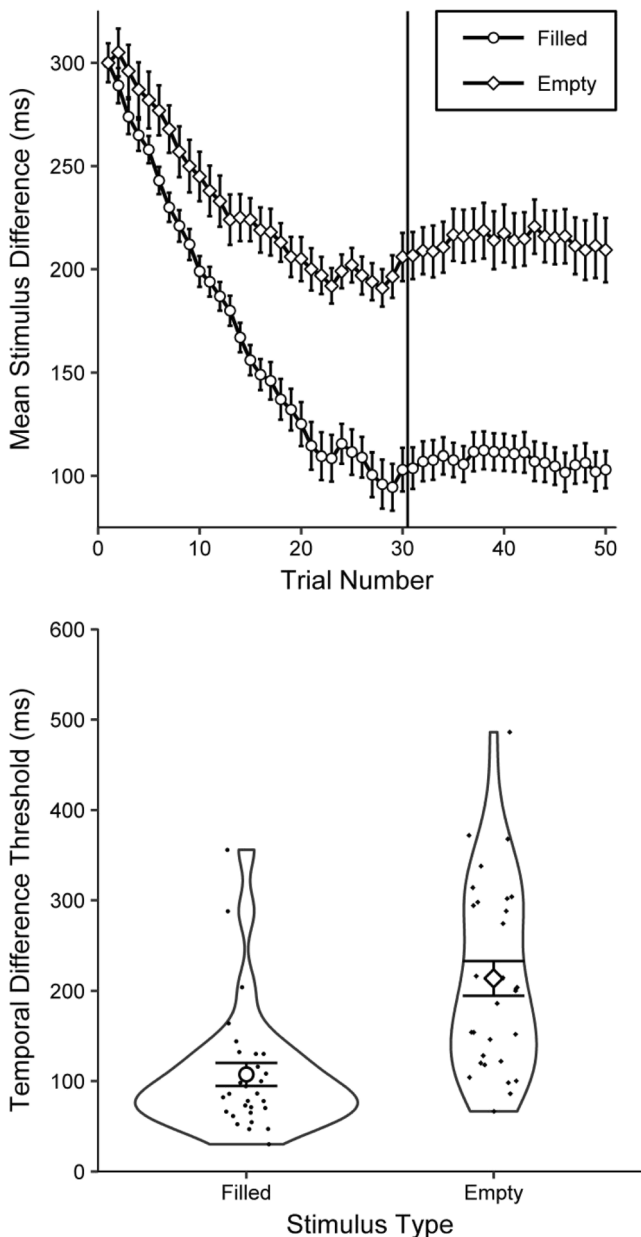 Filled
Empty
Mean Stimulus Difference (ms)
300
250
200
150
100
0 10 20 30 40 50
Trial Number
Temporal Difference Threshold (ms)
600
500
400
300
200
100
0
Filled Empty
Stimulus Type